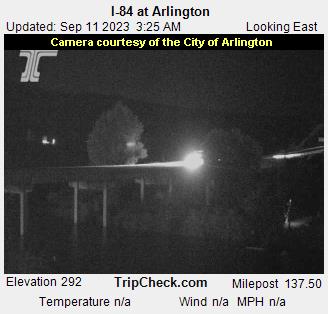 I-84 at Arlington
Updated: Sep 11 2023 3:25 AM Looking East
Camera courtesy of the City of Arlington
Elevation 292 TripCheck.com Milepost 137.50
Temperature n/a Wind n/a MPH n/a